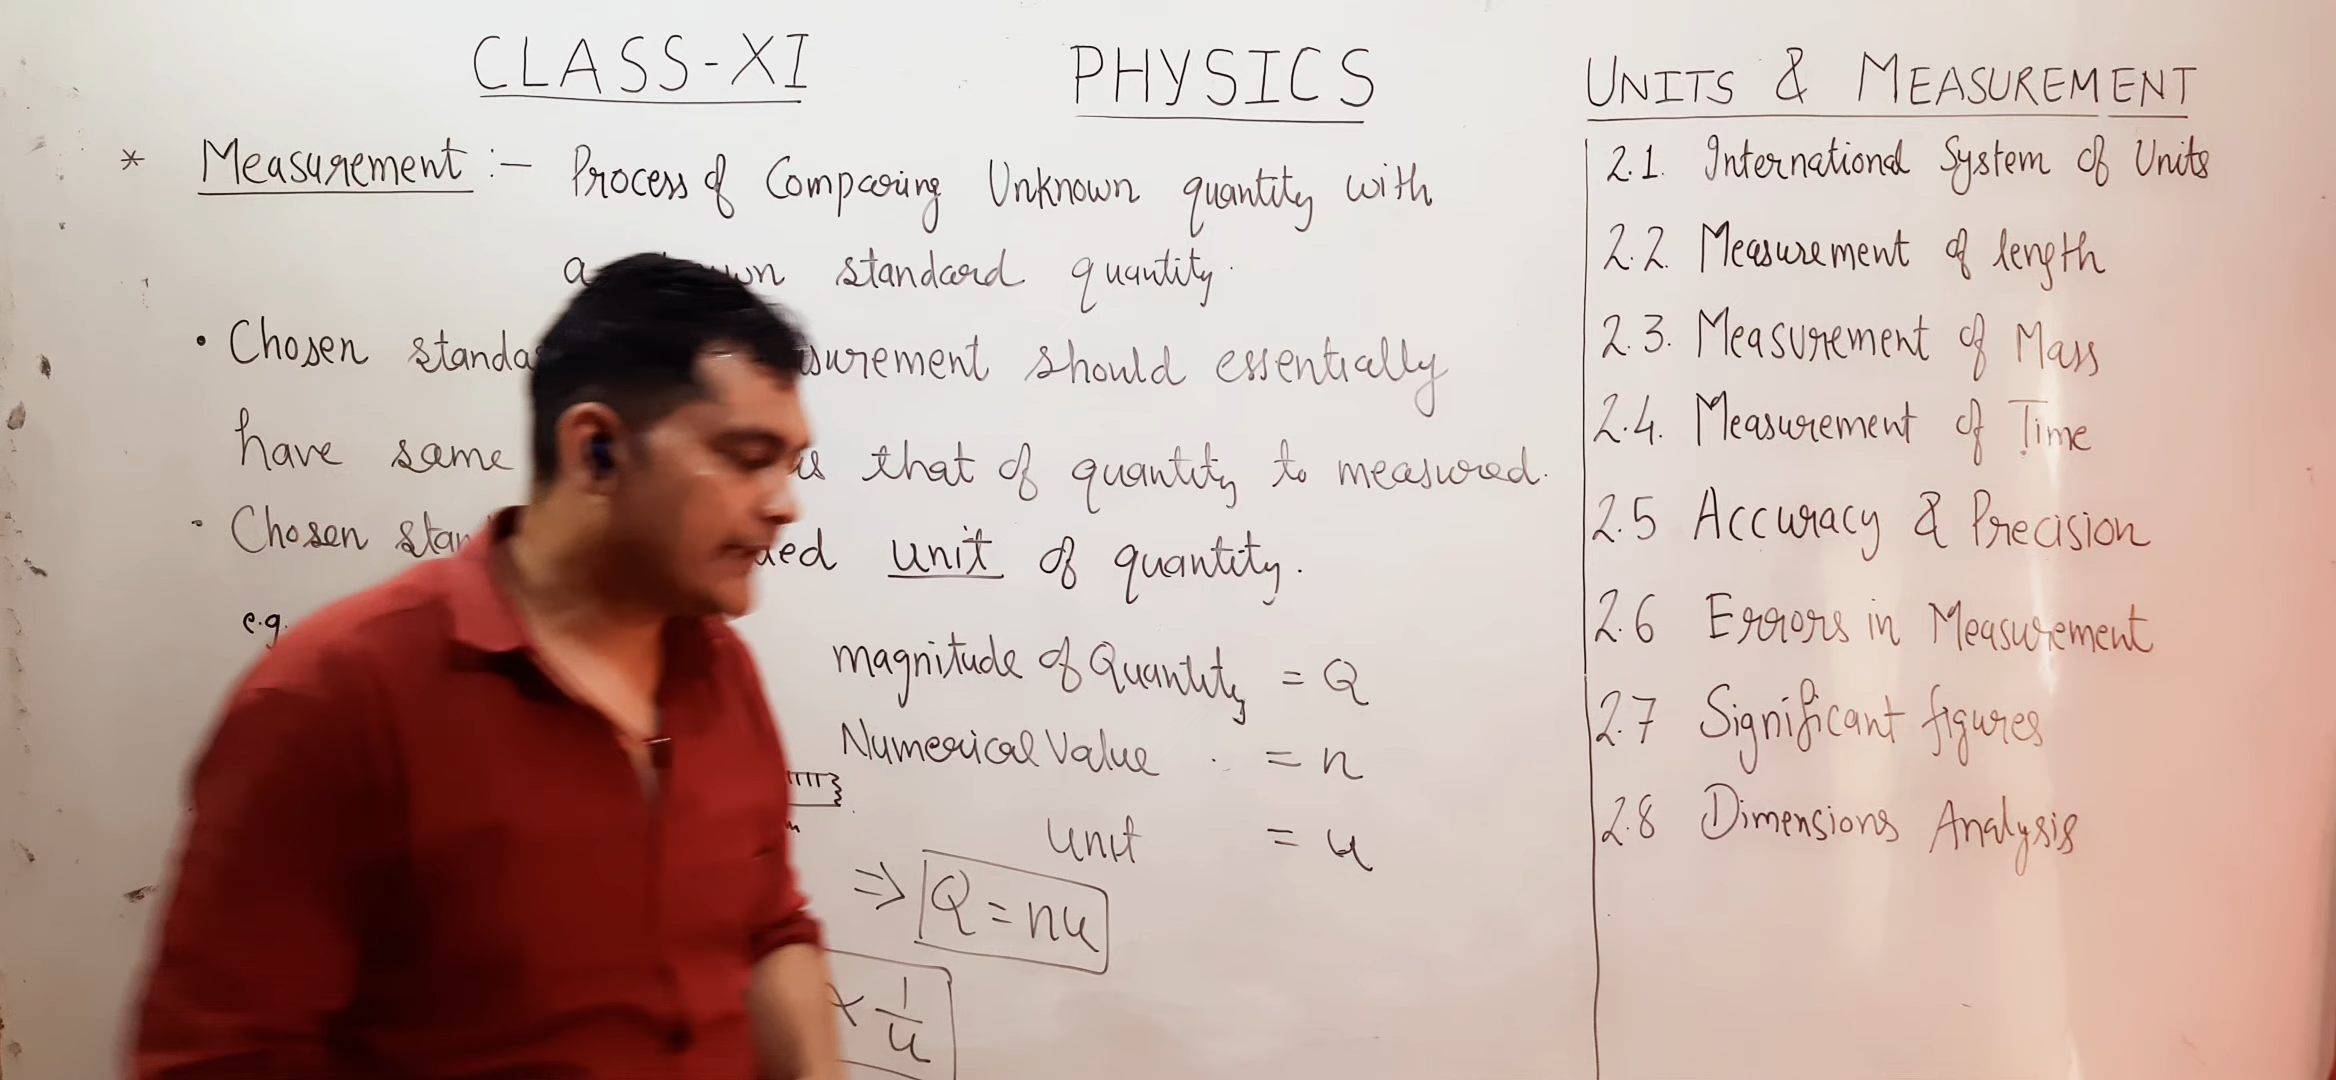 CLASS-XI PHYSICS
* Measurement :- Process of Comparing Unknown quantity with
a standard quantity.
• Chosen should essentially
have same that of quantity to measured.
• Chosen unit of quantity.
e.g.
magnitude of Quantity = Q
Numerical Value = n
unit = u
⇒ Q = nu
∝ 1/u
UNITS & MEASUREMENT
2.1. International System of Units
2.2. Measurement of length
2.3. Measurement of Mass
2.4. Measurement of Time
2.5 Accuracy & Precision
2.6 Errors in Measurement
2.7 Significant figures
2.8 Dimensions Analysis